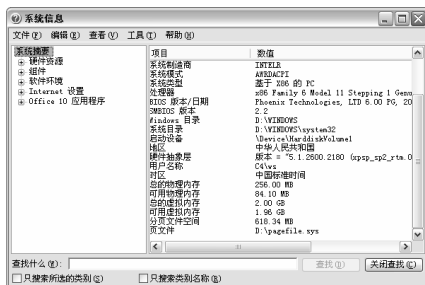 系统信息
文件(F) 编辑(E) 查看(V) 工具(T) 帮助(H)
系统摘要
硬件资源
组件
软件环境
Internet 设置
Office 10 应用程序
项目 数值
系统制造商 INTELR
系统模式 AWRDACPI
系统类型 基于 X86 的 PC
处理器 x86 Family 6 Model 11 Stepping 1 Genu
BIOS 版本/日期 Phoenix Technologies, LTD 6.00 PG, 20
SMBIOS 版本 2.2
Windows 目录 D:\WINDOWS
系统目录 D:\WINDOWS\system32
启动设备 \Device\HarddiskVolume1
地区 中华人民共和国
硬件抽象层 版本 = "5.1.2600.2180 (xpsp_sp2_rtm.0
用户名称 C4\ws
时区 中国标准时间
总的物理内存 256.00 MB
可用物理内存 84.10 MB
总的虚拟内存 2.00 GB
可用虚拟内存 1.96 GB
分页文件空间 618.34 MB
页文件 D:\pagefile.sys
查找什么(W):
查找(D) 关闭查找(C)
只搜索所选的类别(S) 只搜索类别名称(R)